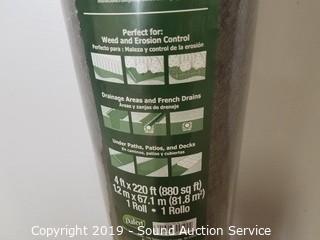 Perfect for:
Weed and Erosion Control
Perfecto para : Maleza y control de la erosión
Drainage Areas and French Drains
Áreas y zanjas de drenaje
Under Paths, Patios, and Decks
En caminos, patios y cubiertas
4 ft x 220 ft (880 sq ft)
1.2 m x 67.1 m (81.8 m²)
1 Roll • 1 Rollo
Copyright 2019 - Sound Auction Service